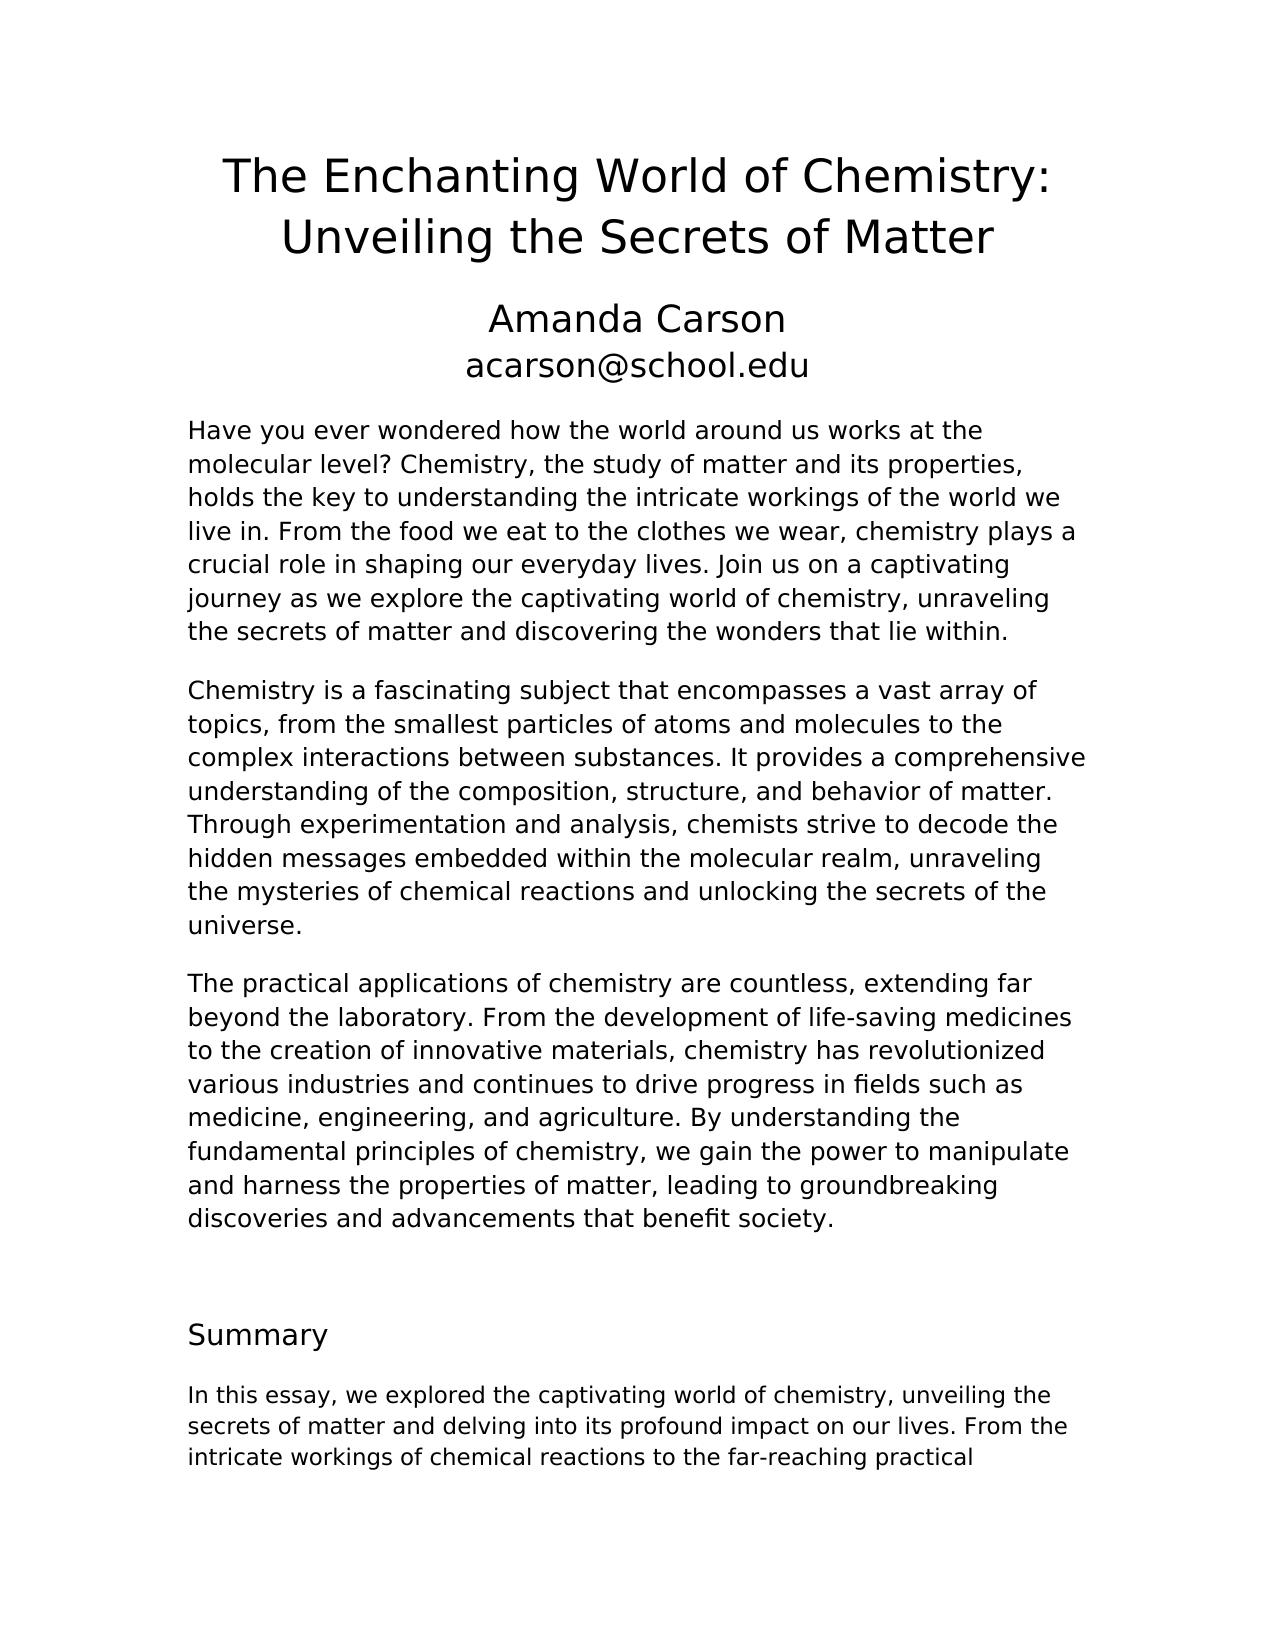 The Enchanting World of Chemistry:
Unveiling the Secrets of Matter
Amanda Carson
acarson@school.edu
Have you ever wondered how the world around us works at the
molecular level? Chemistry, the study of matter and its properties,
holds the key to understanding the intricate workings of the world we
live in. From the food we eat to the clothes we wear, chemistry plays a
crucial role in shaping our everyday lives. Join us on a captivating
journey as we explore the captivating world of chemistry, unraveling
the secrets of matter and discovering the wonders that lie within.
Chemistry is a fascinating subject that encompasses a vast array of
topics, from the smallest particles of atoms and molecules to the
complex interactions between substances. It provides a comprehensive
understanding of the composition, structure, and behavior of matter.
Through experimentation and analysis, chemists strive to decode the
hidden messages embedded within the molecular realm, unraveling
the mysteries of chemical reactions and unlocking the secrets of the
universe.
The practical applications of chemistry are countless, extending far
beyond the laboratory. From the development of life-saving medicines
to the creation of innovative materials, chemistry has revolutionized
various industries and continues to drive progress in fields such as
medicine, engineering, and agriculture. By understanding the
fundamental principles of chemistry, we gain the power to manipulate
and harness the properties of matter, leading to groundbreaking
discoveries and advancements that benefit society.
Summary
In this essay, we explored the captivating world of chemistry, unveiling the
secrets of matter and delving into its profound impact on our lives. From the
intricate workings of chemical reactions to the far-reaching practical